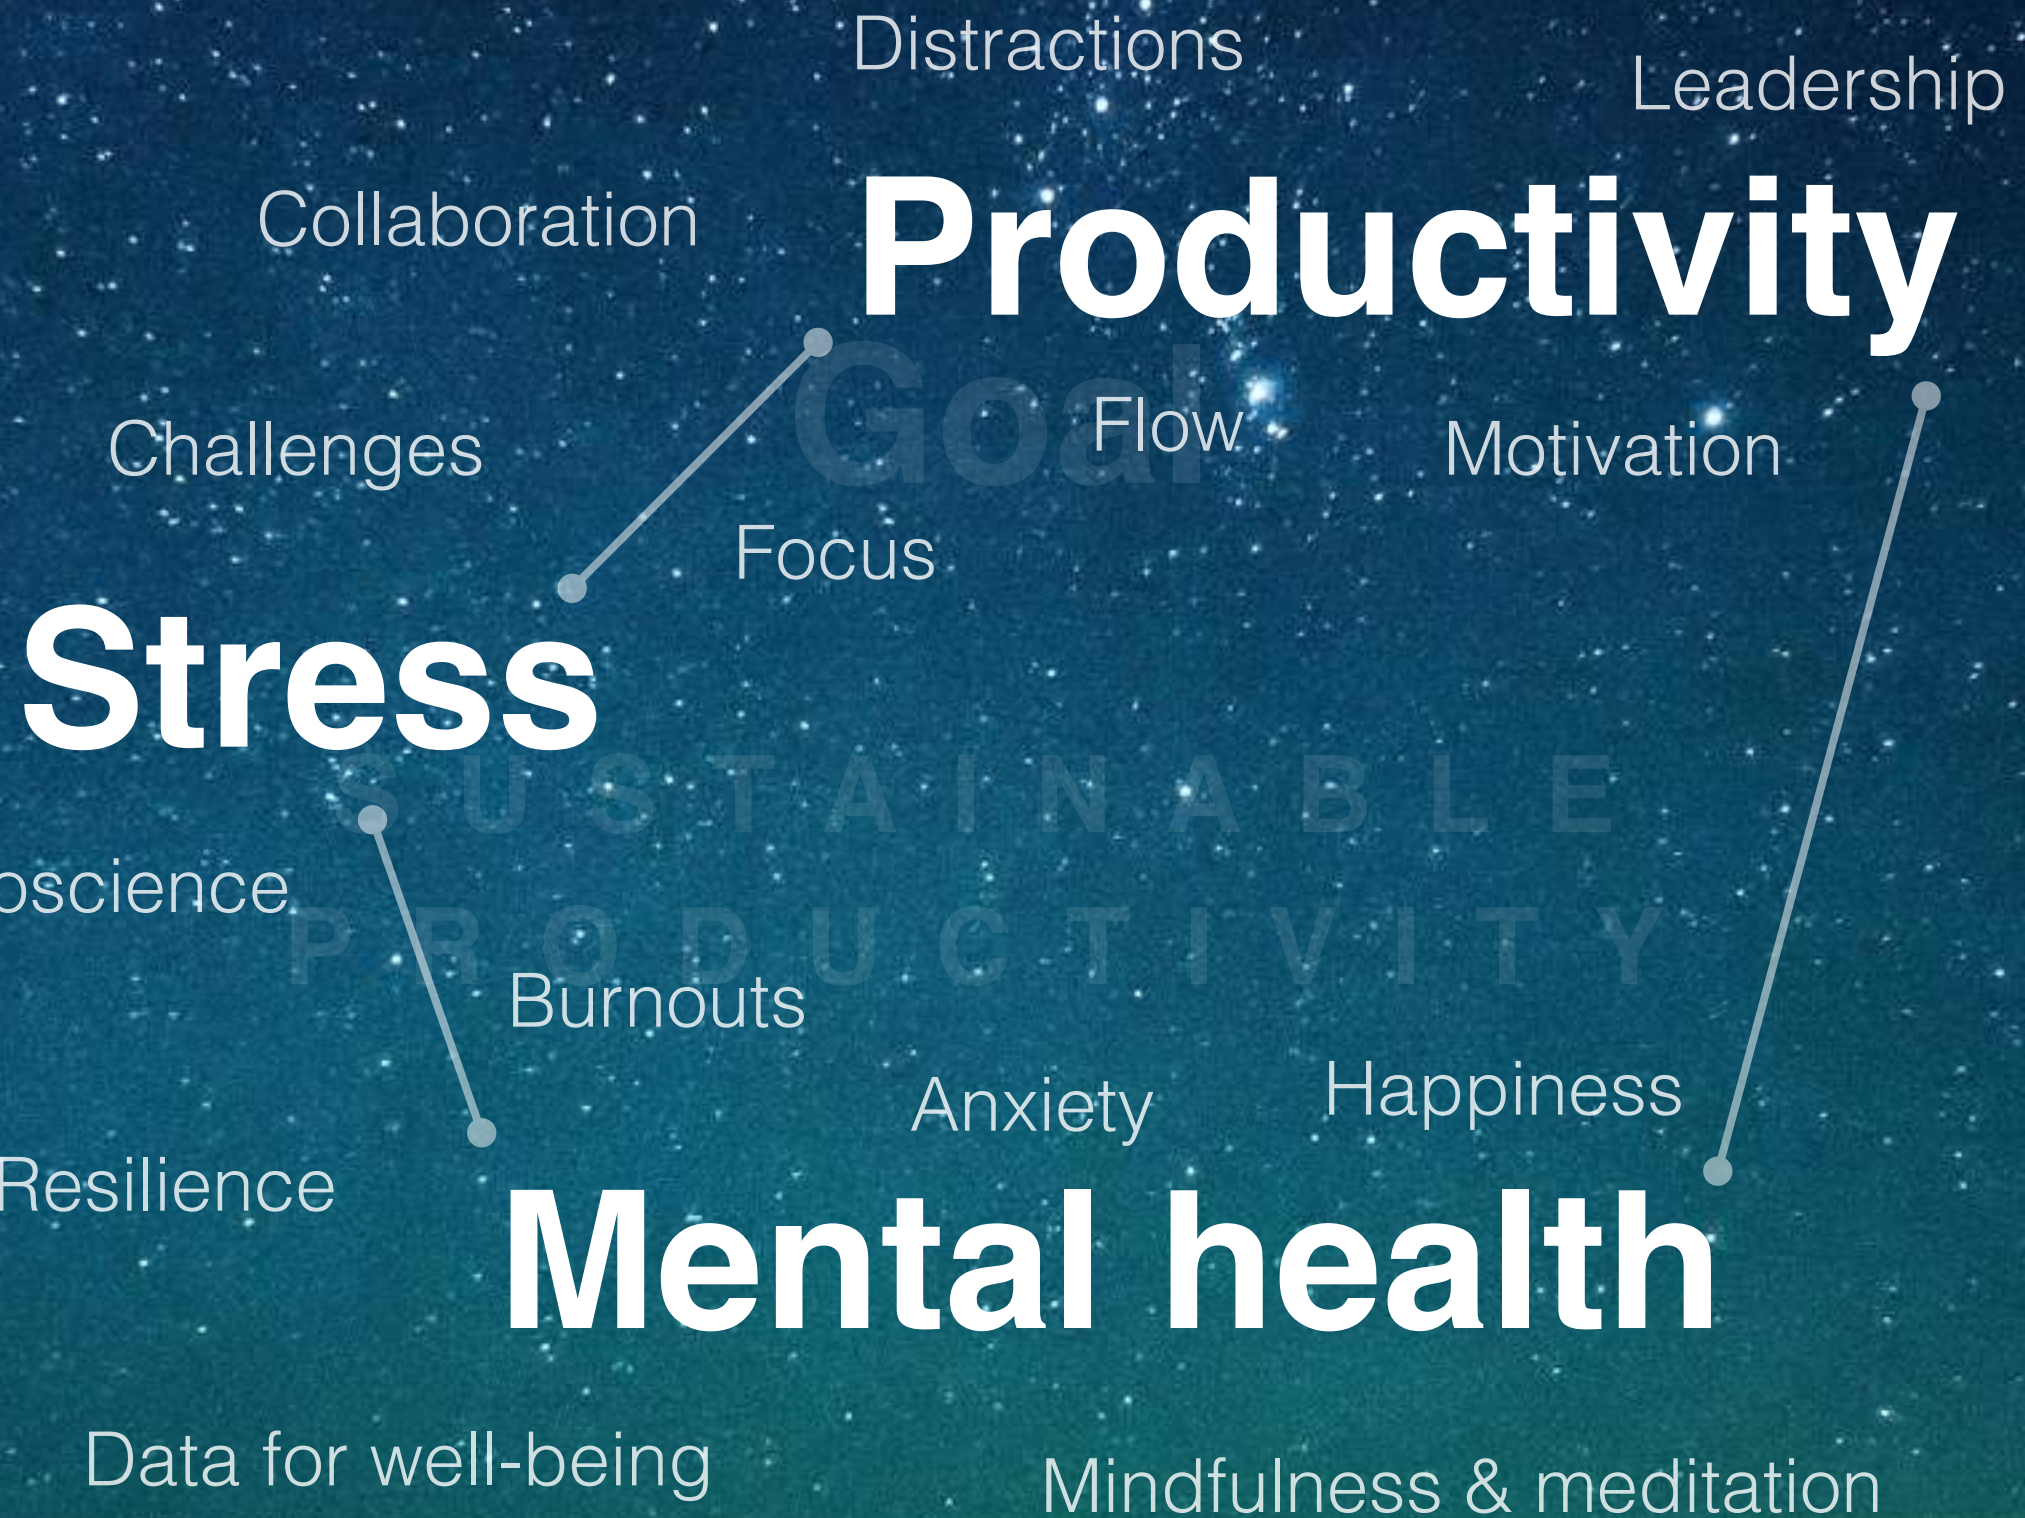 Distractions
Leadership
Collaboration
Productivity
Goal
Flow
Motivation
Challenges
Focus
Stress
SUSTAINABLE
oscience
PRODUCTIVITY
Burnouts
Anxiety
Happiness
Resilience
Mental health
Data for well-being
Mindfulness & meditation